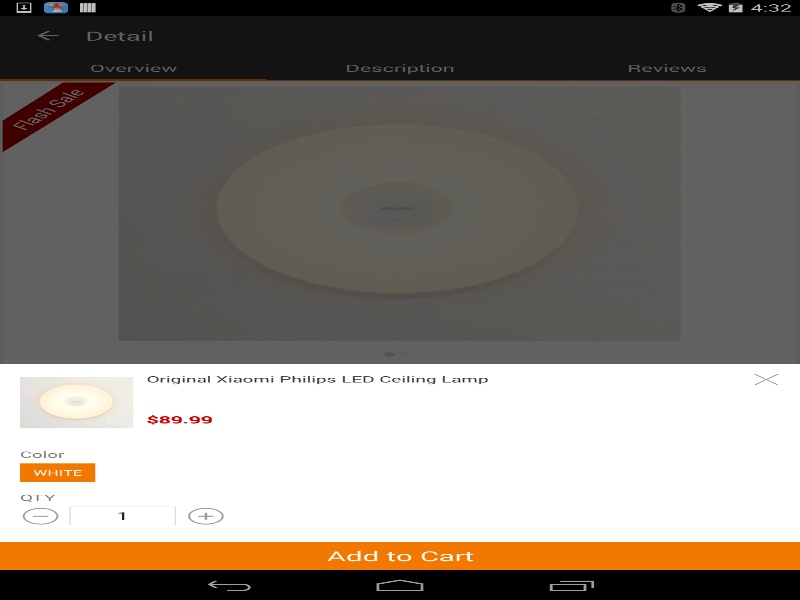 4:32
Detail
Overview
Description
Reviews
Flash Sale
Original Xiaomi Philips LED Ceiling Lamp
$89.99
Color
WHITE
QTY
1
Add to Cart